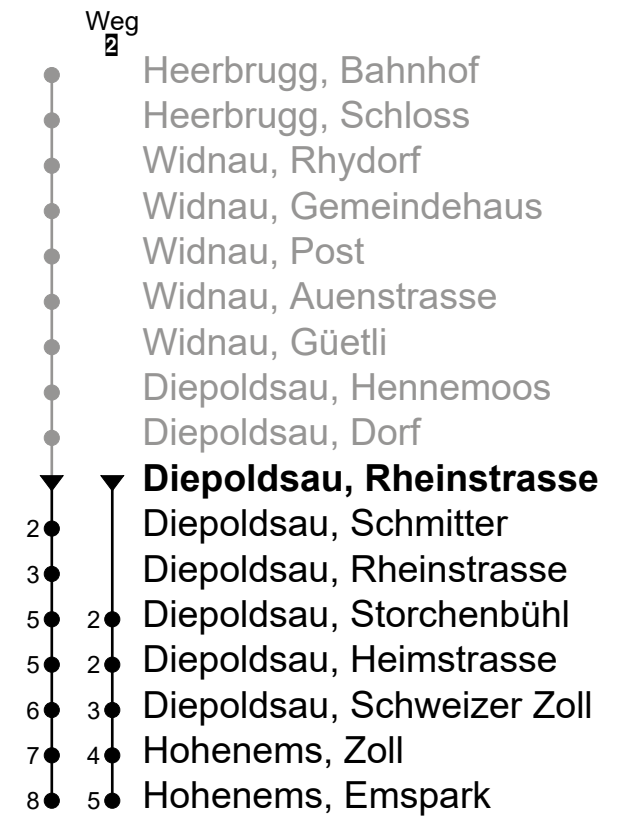 Weg
2
Heerbrugg, Bahnhof
Heerbrugg, Schloss
Widnau, Rhydorf
Widnau, Gemeindehaus
Widnau, Post
Widnau, Auenstrasse
Widnau, Güetli
Diepoldsau, Hennemoos
Diepoldsau, Dorf
Diepoldsau, Rheinstrasse
2 Diepoldsau, Schmitter
3 Diepoldsau, Rheinstrasse
5 2 Diepoldsau, Storchenbühl
5 2 Diepoldsau, Heimstrasse
6 3 Diepoldsau, Schweizer Zoll
7 4 Hohenems, Zoll
8 5 Hohenems, Emspark